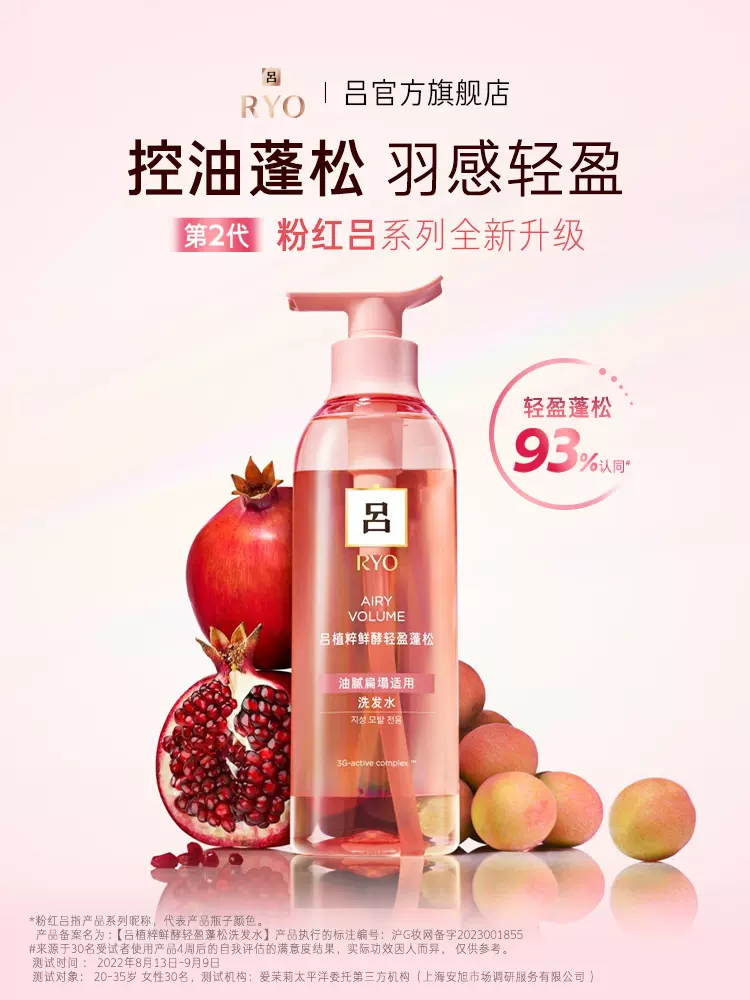 呂
RYO | 吕官方旗舰店
控油蓬松 羽感轻盈
第2代 粉红吕系列全新升级
轻盈蓬松
93%认同#
呂
RYO
AIRY
VOLUME
吕植粹鲜酵轻盈蓬松
油腻扁塌适用
洗发水
지성 모발 전용
3G-active complex ™
*粉红吕指产品系列昵称，代表产品瓶子颜色。
产品备案名为：【吕植粹鲜酵轻盈蓬松洗发水】产品执行的标注编号：沪G妆网备字2023001855
#来源于30名受试者使用产品4周后的自我评估的满意度结果，实际功效因人而异，仅供参考。
测试时间：2022年8月13日-9月9日
测试对象：20-35岁 女性30名，测试机构：爱茉莉太平洋委托第三方机构（上海安旭市场调研服务有限公司）